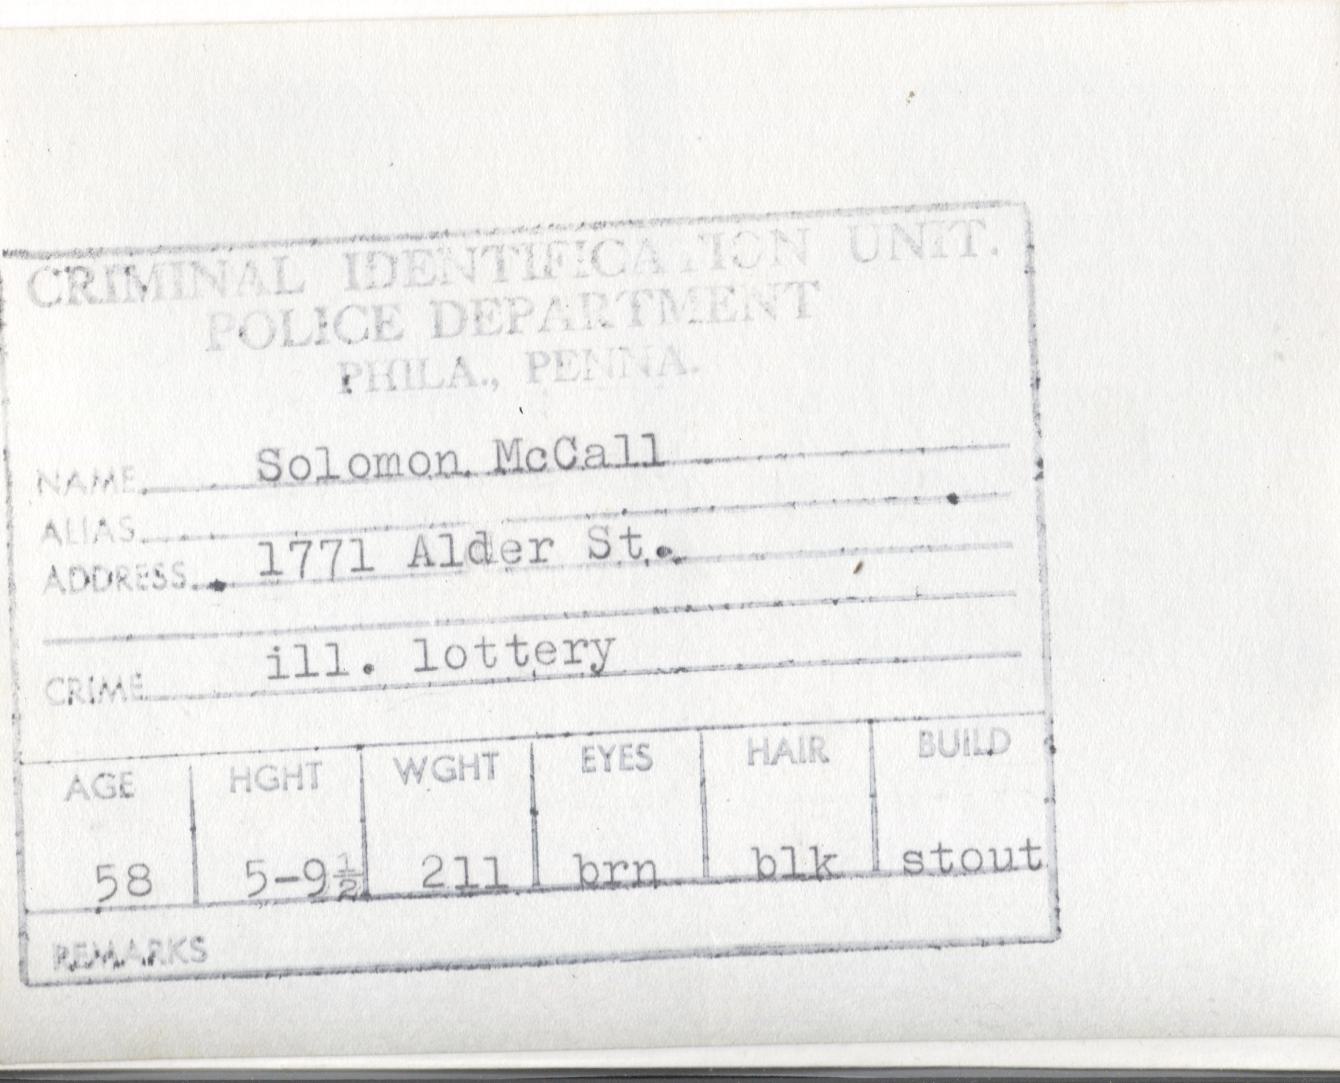 CRIMINAL IDENTIFICATION UNIT.
POLICE DEPARTMENT
PHILA., PENNA.
NAME Solomon McCall
ALIAS
ADDRESS 1771 Alder St.
CRIME ill. lottery
AGE HGHT WGHT EYES HAIR BUILD
58 5-9½ 211 brn blk stout
REMARKS